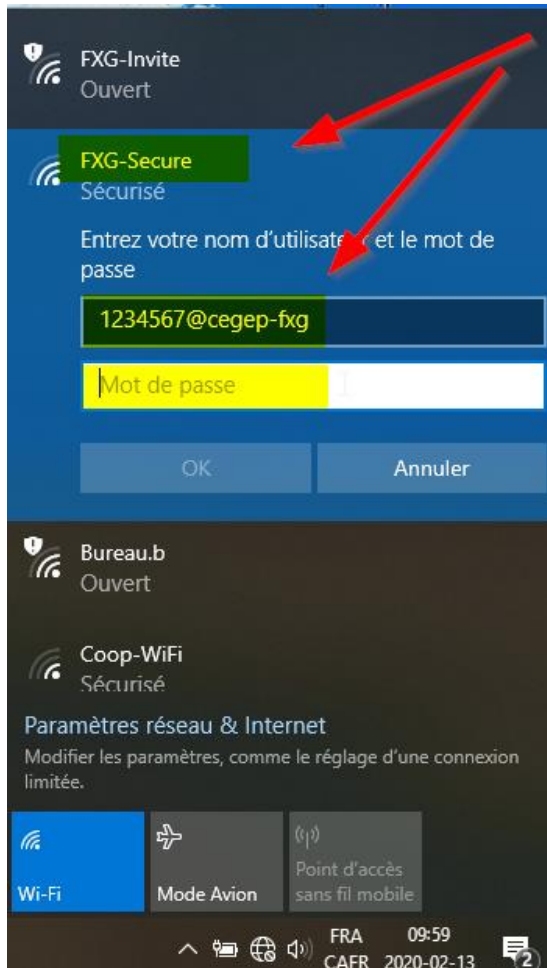 FXG-Invite
Ouvert
FXG-Secure
Sécurisé
Entrez votre nom d'utilisateur et le mot de
passe
1234567@cegep-fxg
Mot de passe
OK
Annuler
Bureau.b
Ouvert
Coop-WiFi
Sécurisé
Paramètres réseau & Internet
Modifier les paramètres, comme le réglage d'une connexion
limitée.
Wi-Fi
Mode Avion
Point d'accès
sans fil mobile
FRA
CAFR
09:59
2020-02-13
2